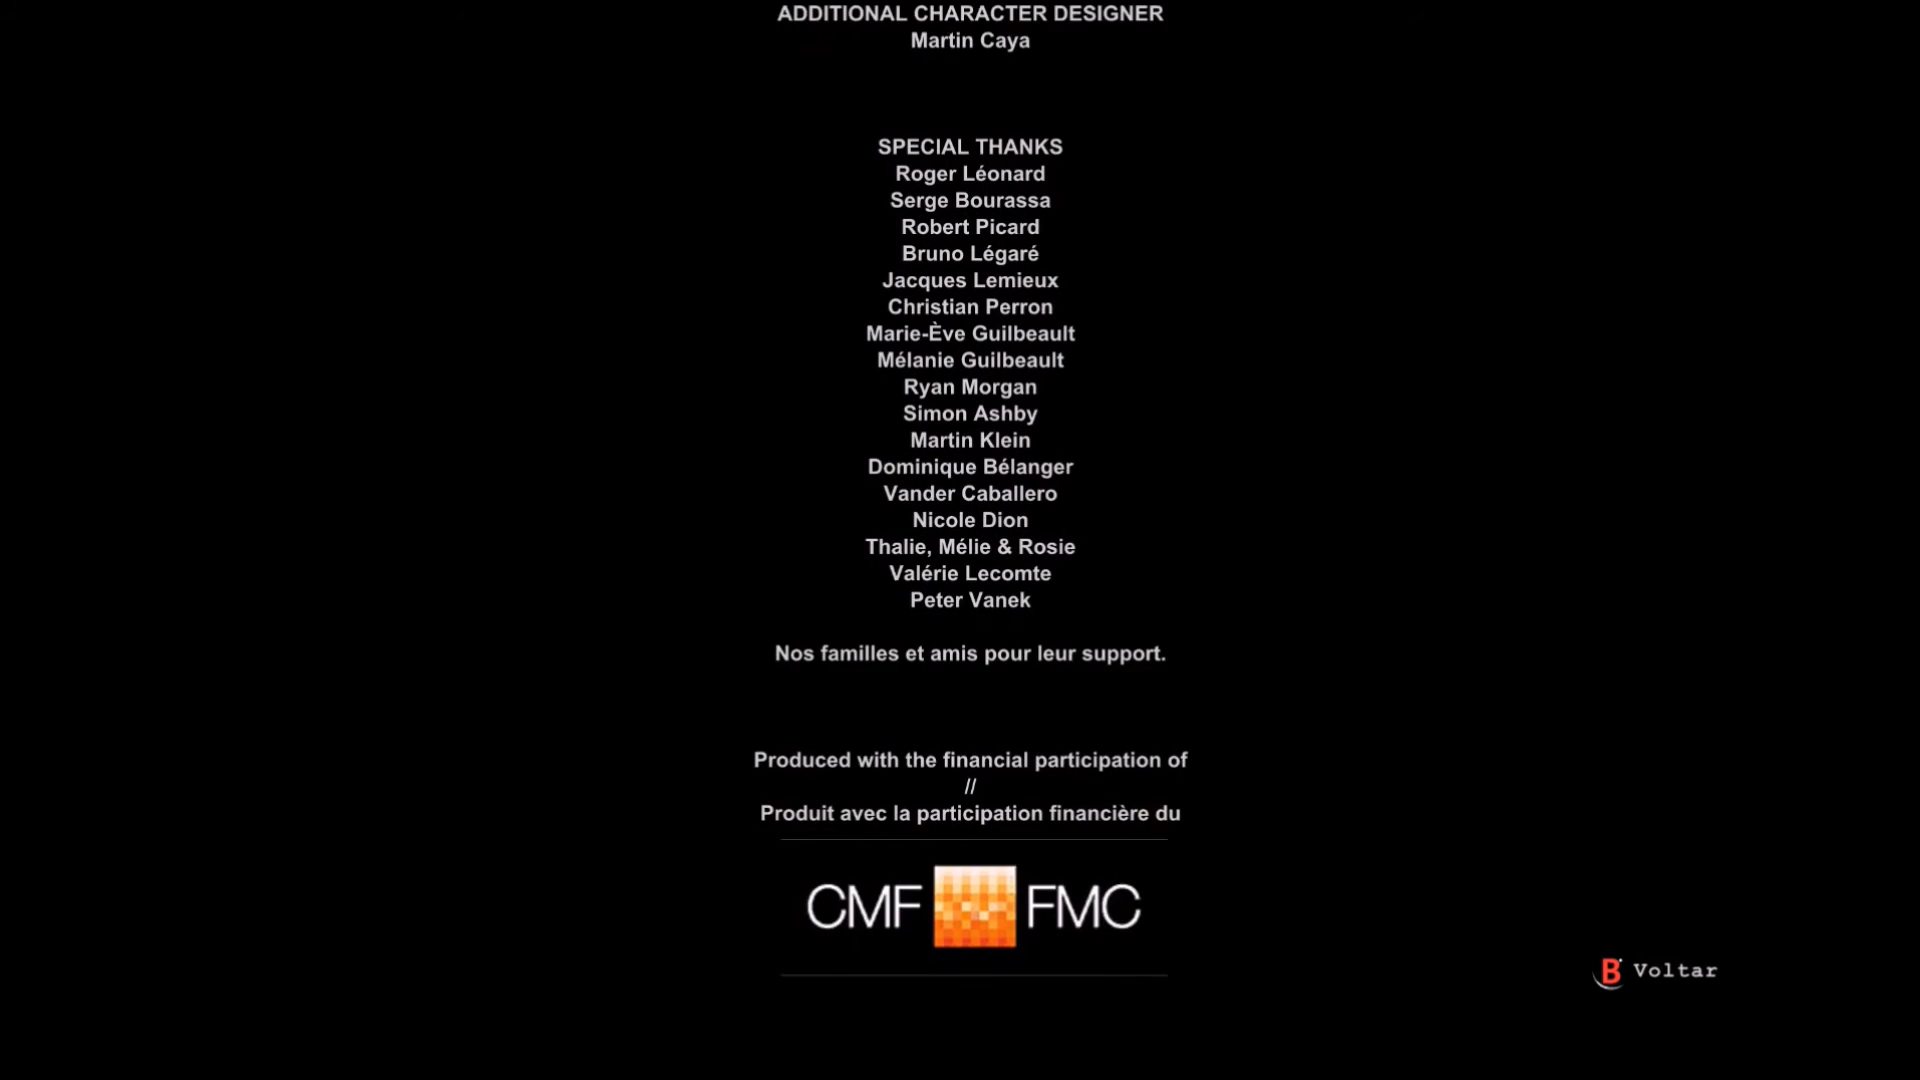 ADDITIONAL CHARACTER DESIGNER
Martin Caya
SPECIAL THANKS
Roger Léonard
Serge Bourassa
Robert Picard
Bruno Légaré
Jacques Lemieux
Christian Perron
Marie-Ève Guilbeault
Mélanie Guilbeault
Ryan Morgan
Simon Ashby
Martin Klein
Dominique Bélanger
Vander Caballero
Nicole Dion
Thalie, Mélie & Rosie
Valérie Lecomte
Peter Vanek
Nos familles et amis pour leur support.
Produced with the financial participation of
//
Produit avec la participation financière du
CMF FMC
B Voltar